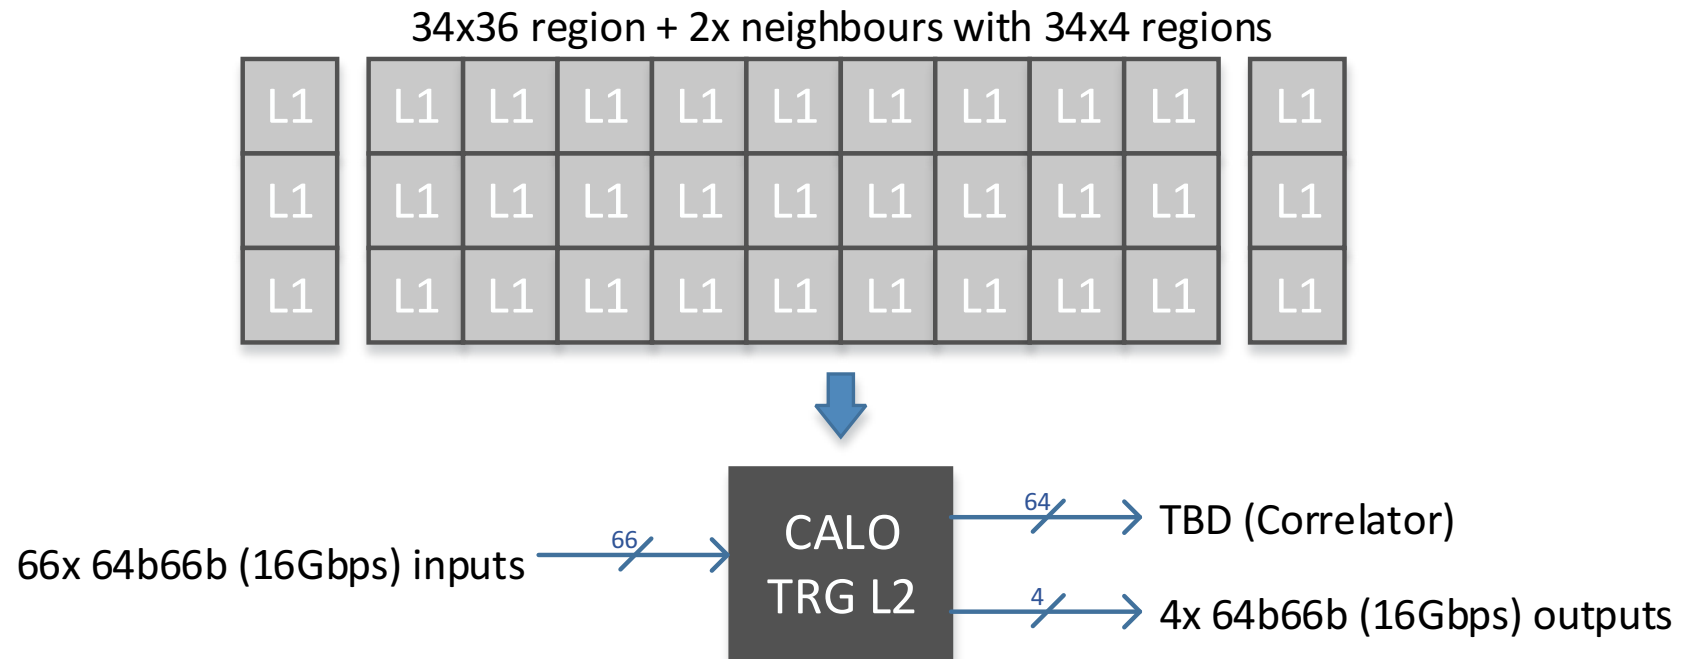 34x36 region + 2x neighbours with 34x4 regions
L1 L1 L1 L1 L1 L1 L1 L1 L1 L1 L1
L1 L1 L1 L1 L1 L1 L1 L1 L1 L1 L1
L1 L1 L1 L1 L1 L1 L1 L1 L1 L1 L1
66x 64b66b (16Gbps) inputs
66
CALO
TRG L2
64
TBD (Correlator)
4
4x 64b66b (16Gbps) outputs